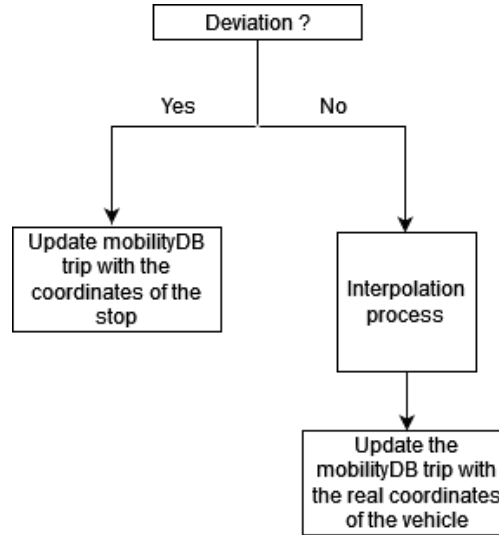 Deviation ?
Yes
No
Update mobilityDB
trip with the
coordinates of the
stop
Interpolation
process
Update the
mobilityDB trip with
the real coordinates
of the vehicle